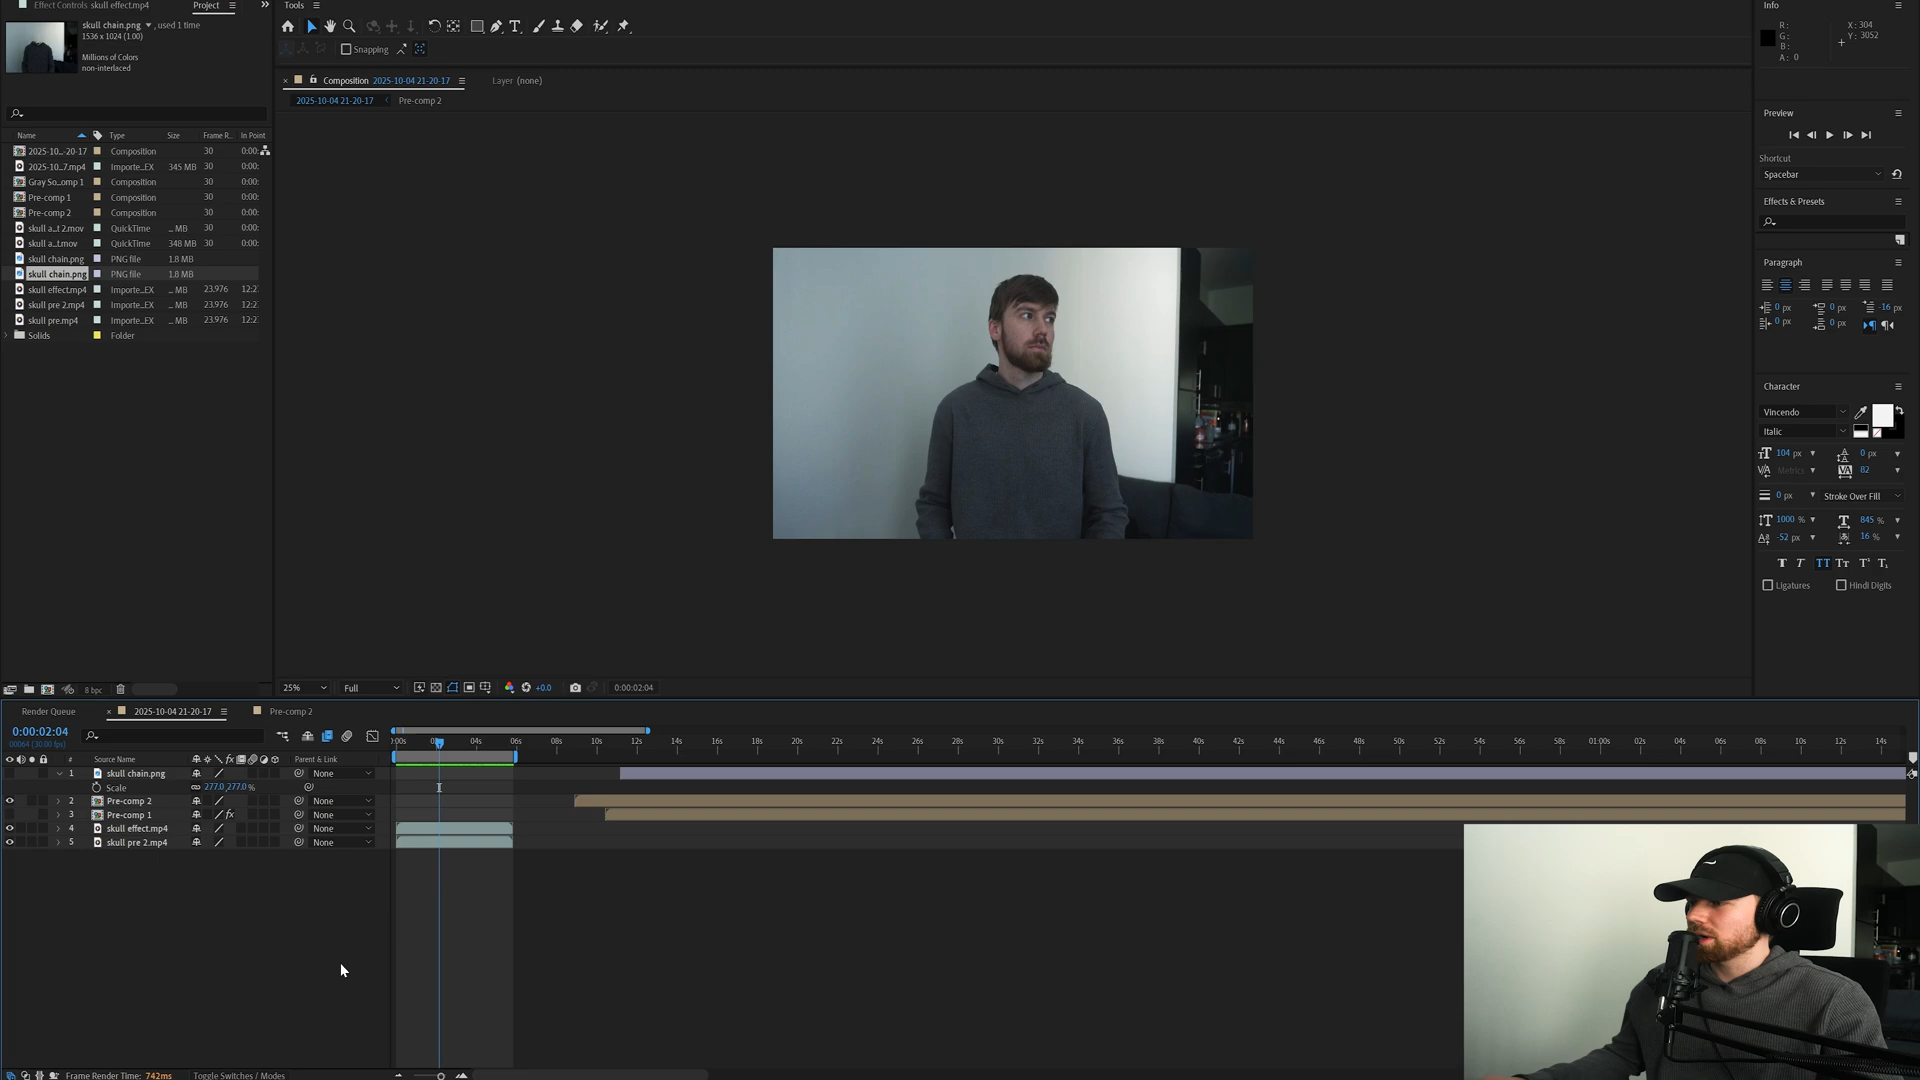 Effect Controls skull effect.mp4
Project
skull chain.png
, used 1 time
1536 x 1024 (1.00)
Millions of Colors
non-interlaced
Name
Type
Size
Frame R...
In Point
2025-10...-20-17
Composition
30
0:00:
2025-10...7.mp4
Importe...EX
345 MB
30
0:00:
Gray So...omp 1
Composition
30
0:00:
Pre-comp 1
Composition
30
0:00:
Pre-comp 2
Composition
30
0:00:
skull a...t 2.mov
QuickTime
... MB
30
0:00:
skull a...t.mov
QuickTime
348 MB
30
0:00:
skull chain.png
PNG file
1.8 MB
skull chain.png
PNG file
1.8 MB
skull effect.mp4
Importe...EX
... MB
23.976
12:2
skull pre 2.mp4
Importe...EX
... MB
23.976
12:2
skull pre.mp4
Importe...EX
... MB
23.976
12:2
Solids
Folder
8 bpc
Tools
Snapping
Composition 2025-10-04 21-20-17
Layer (none)
2025-10-04 21-20-17
Pre-comp 2
25%
Full
+0.0
0:00:02:04
Info
R:
G:
B:
A: 0
X: 304
Y: 3052
Preview
Shortcut
Spacebar
Effects & Presets
Paragraph
0 px
0 px
-16 px
0 px
0 px
Character
Vincendo
Italic
104 px
0 px
Metrics
82
0 px
Stroke Over Fill
1000 %
845 %
-52 px
16 %
Ligatures
Hindi Digits
Render Queue
2025-10-04 21-20-17
Pre-comp 2
0:00:02:04
00064 (30.00 fps)
:00s
04s
06s
08s
10s
12s
14s
16s
18s
20s
22s
24s
26s
28s
30s
32s
34s
36s
38s
40s
42s
44s
46s
48s
50s
52s
54s
56s
58s
01:00s
02s
04s
06s
08s
10s
12s
14s
#
Source Name
Parent & Link
1
skull chain.png
None
Scale
277.0,277.0 %
2
Pre-comp 2
None
3
Pre-comp 1
None
4
skull effect.mp4
None
5
skull pre 2.mp4
None
Frame Render Time: 742ms
Toggle Switches / Modes